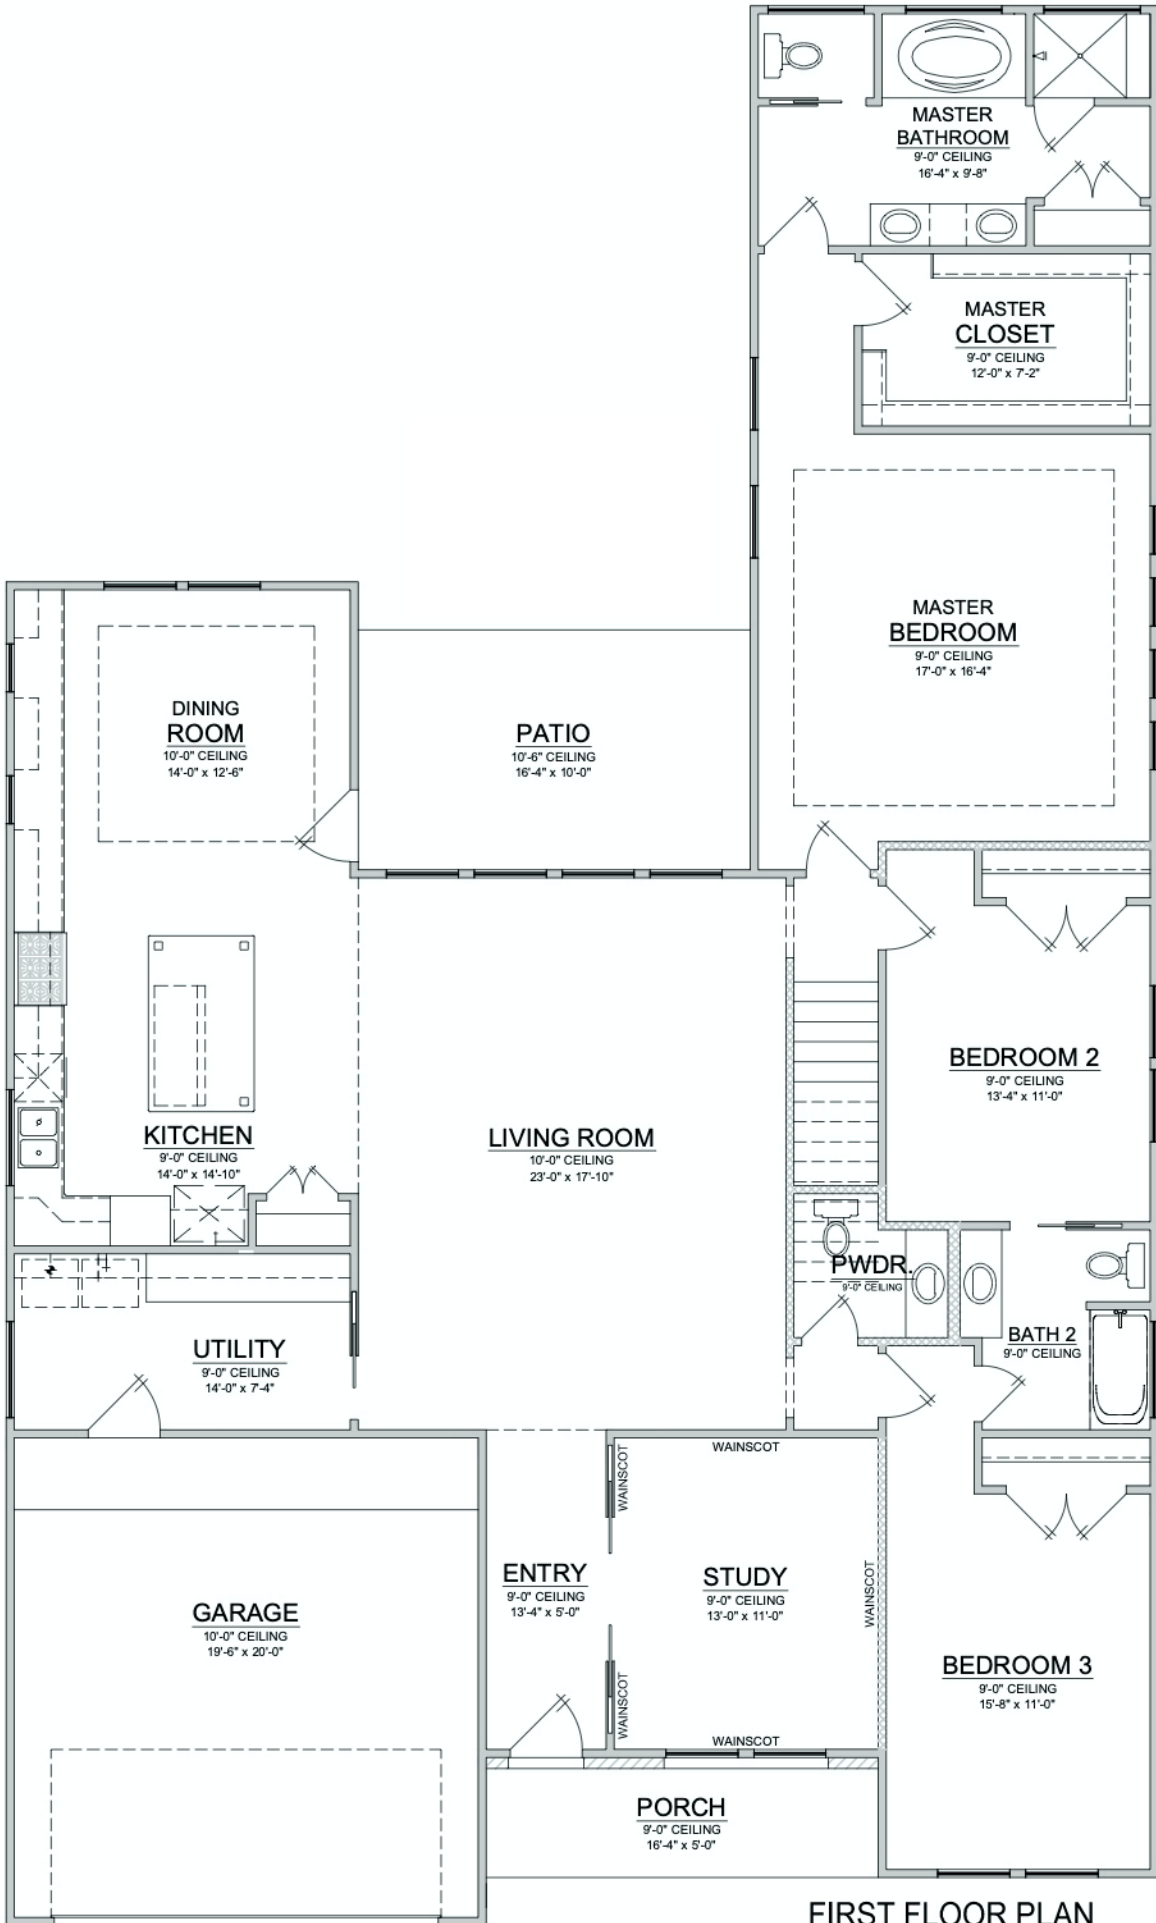 MASTER
BATHROOM
9'-0" CEILING
16'-4" x 9'-8"
MASTER
CLOSET
9'-0" CEILING
12'-0" x 7'-2"
MASTER
BEDROOM
9'-0" CEILING
17'-0" x 16'-4"
DINING
ROOM
10'-0" CEILING
14'-0" x 12'-6"
PATIO
10'-6" CEILING
16'-4" x 10'-0"
BEDROOM 2
9'-0" CEILING
13'-4" x 11'-0"
KITCHEN
9'-0" CEILING
14'-0" x 14'-10"
LIVING ROOM
10'-0" CEILING
23'-0" x 17'-10"
PWDR.
9'-0" CEILING
BATH 2
9'-0" CEILING
UTILITY
9'-0" CEILING
14'-0" x 7'-4"
WAINSCOT
WAINSCOT
ENTRY
9'-0" CEILING
13'-4" x 5'-0"
STUDY
9'-0" CEILING
13'-0" x 11'-0"
WAINSCOT
GARAGE
10'-0" CEILING
19'-6" x 20'-0"
BEDROOM 3
9'-0" CEILING
15'-8" x 11'-0"
WAINSCOT
WAINSCOT
PORCH
9'-0" CEILING
16'-4" x 5'-0"
FIRST FLOOR PLAN